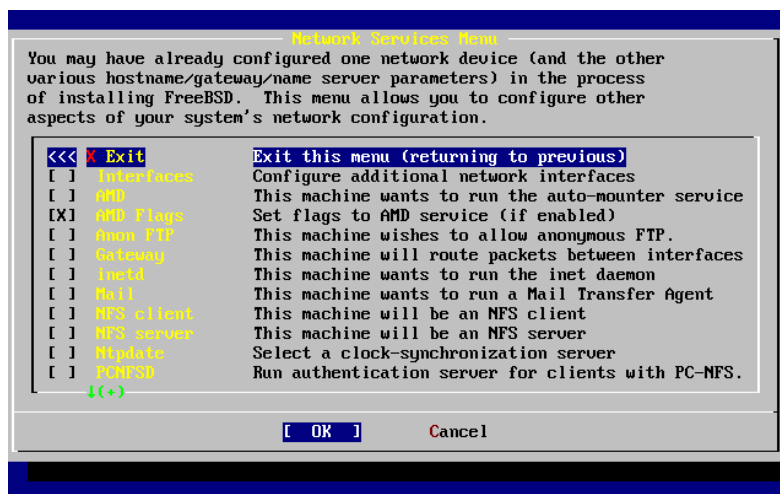 Network Services Menu
You may have already configured one network device (and the other
various hostname/gateway/name server parameters) in the process
of installing FreeBSD.  This menu allows you to configure other
aspects of your system's network configuration.
<<< X Exit Exit this menu (returning to previous)
[ ] Interfaces Configure additional network interfaces
[ ] AMD This machine wants to run the auto-mounter service
[X] AMD Flags Set flags to AMD service (if enabled)
[ ] Anon FTP This machine wishes to allow anonymous FTP.
[ ] Gateway This machine will route packets between interfaces
[ ] inetd This machine wants to run the inet daemon
[ ] Mail This machine wants to run a Mail Transfer Agent
[ ] NFS client This machine will be an NFS client
[ ] NFS server This machine will be an NFS server
[ ] Ntpdate Select a clock-synchronization server
[ ] PCNFSD Run authentication server for clients with PC-NFS.
↓(+)
[ OK ] Cancel